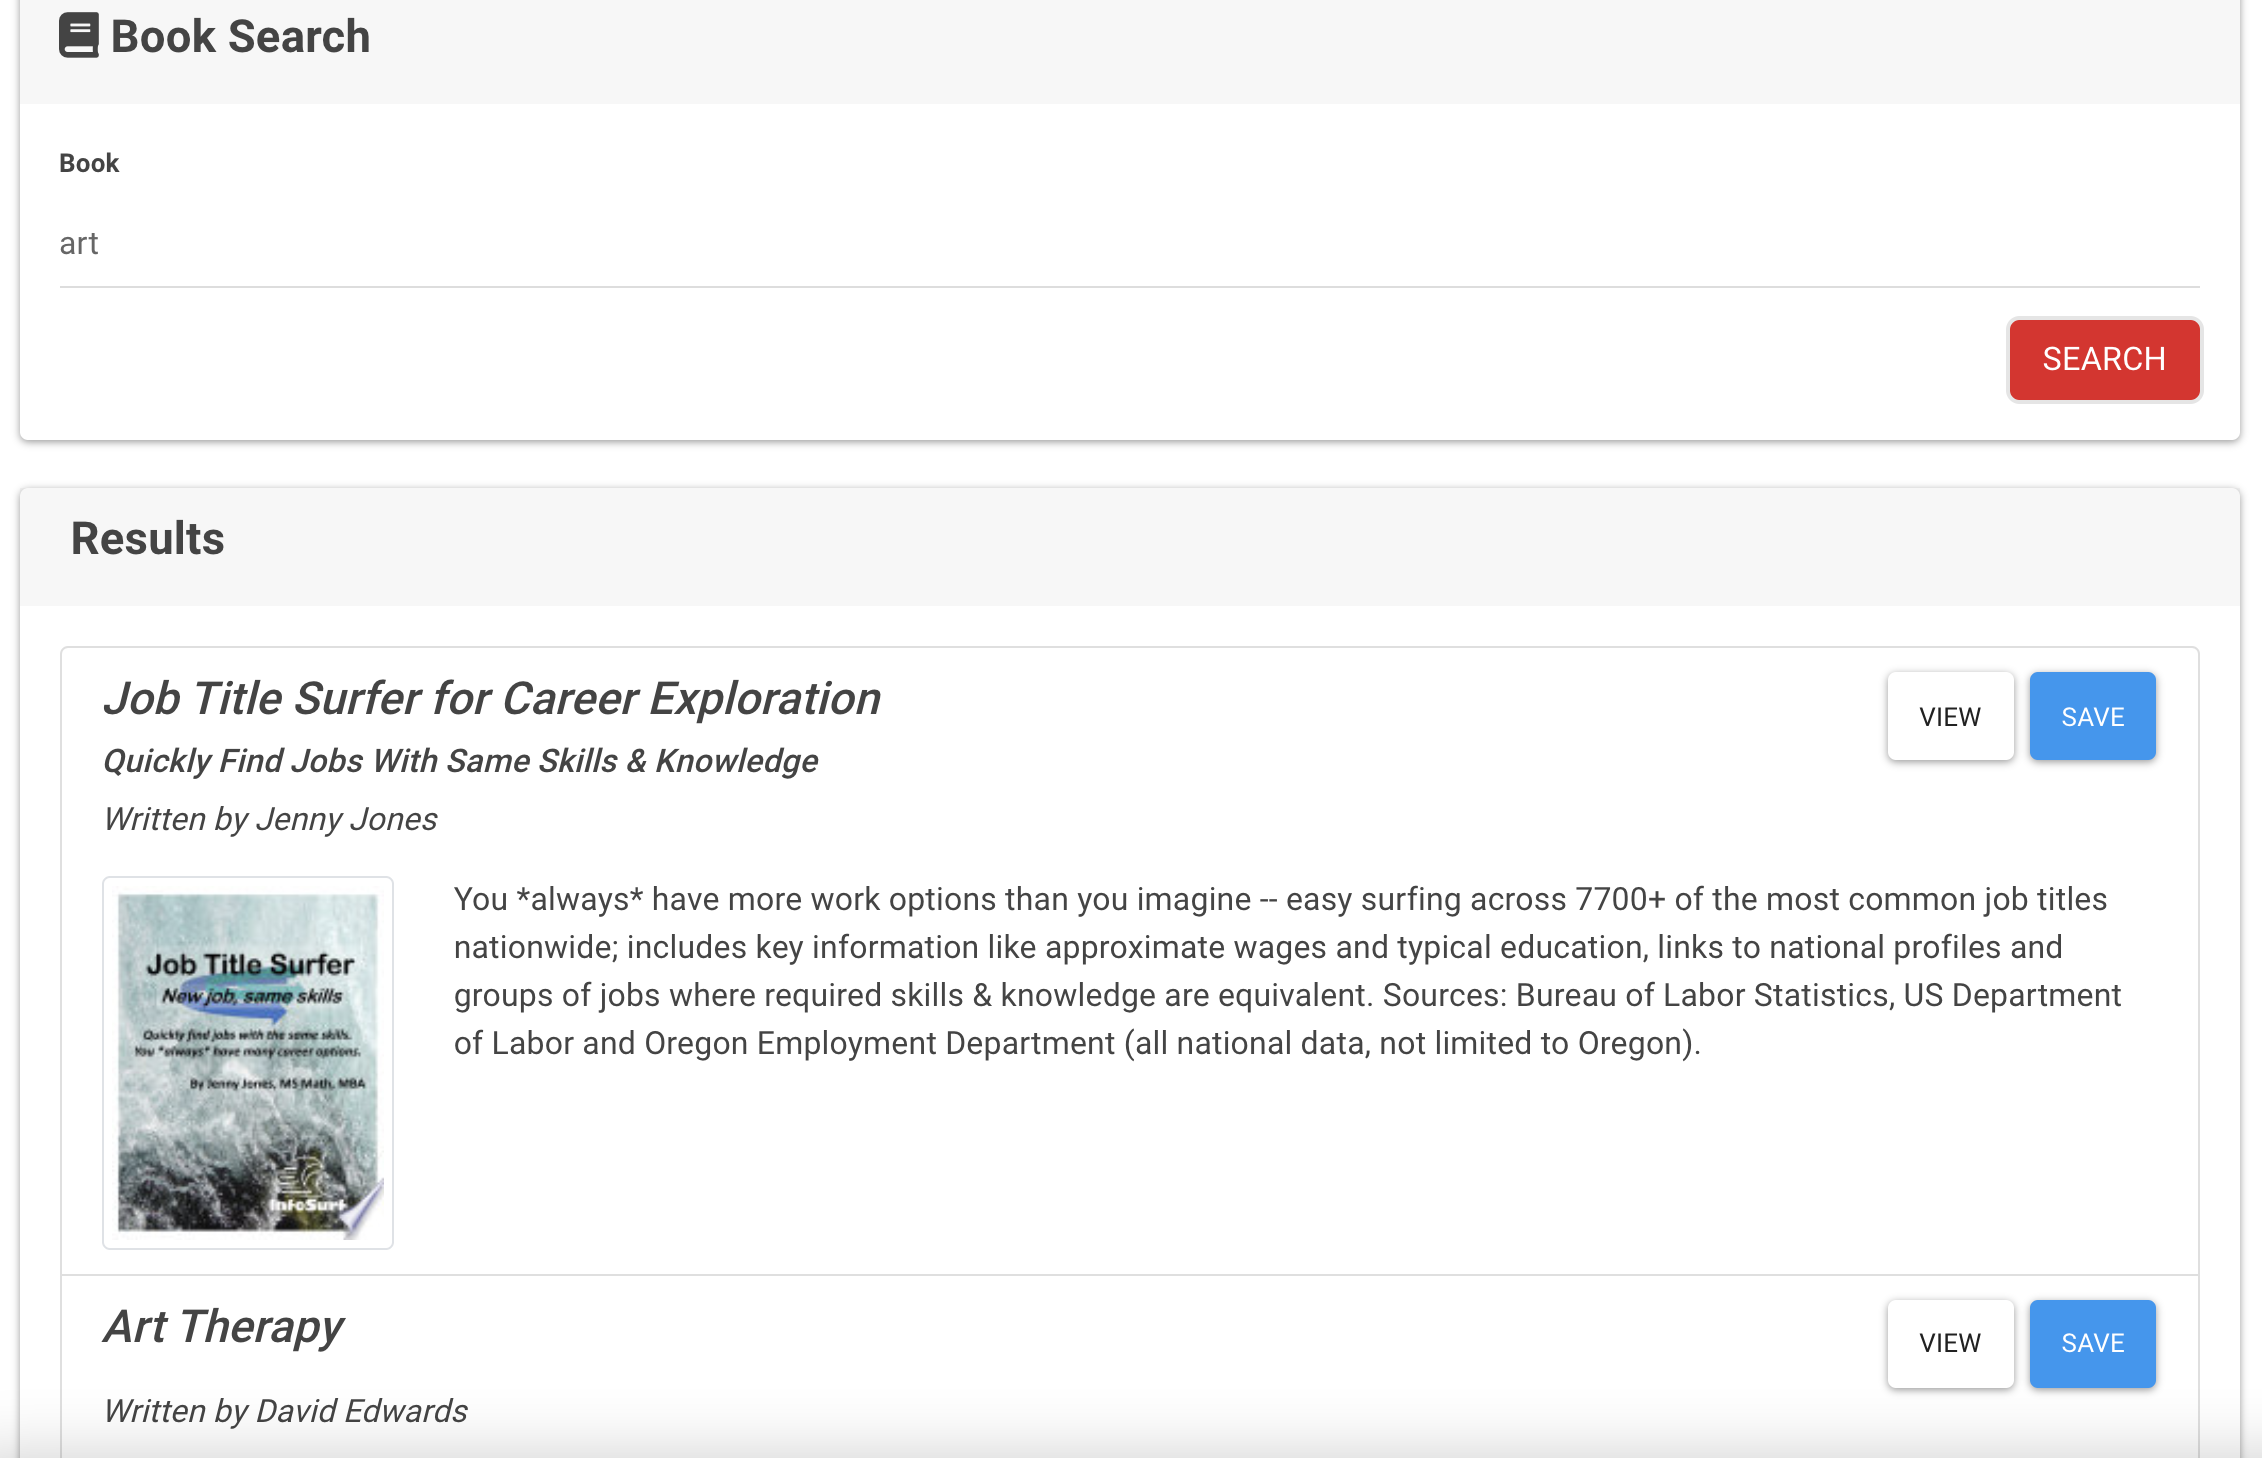 Book Search
Book
art
SEARCH
Results
Job Title Surfer for Career Exploration
VIEW
SAVE
Quickly Find Jobs With Same Skills & Knowledge
Written by Jenny Jones
Job Title Surfer
New job, same skills
Quickly find jobs with the same skills.
You *always* have many career options.
By Jenny Jones, MS Math, MBA
InfoSurf
You *always* have more work options than you imagine -- easy surfing across 7700+ of the most common job titles
nationwide; includes key information like approximate wages and typical education, links to national profiles and
groups of jobs where required skills & knowledge are equivalent. Sources: Bureau of Labor Statistics, US Department
of Labor and Oregon Employment Department (all national data, not limited to Oregon).
Art Therapy
VIEW
SAVE
Written by David Edwards